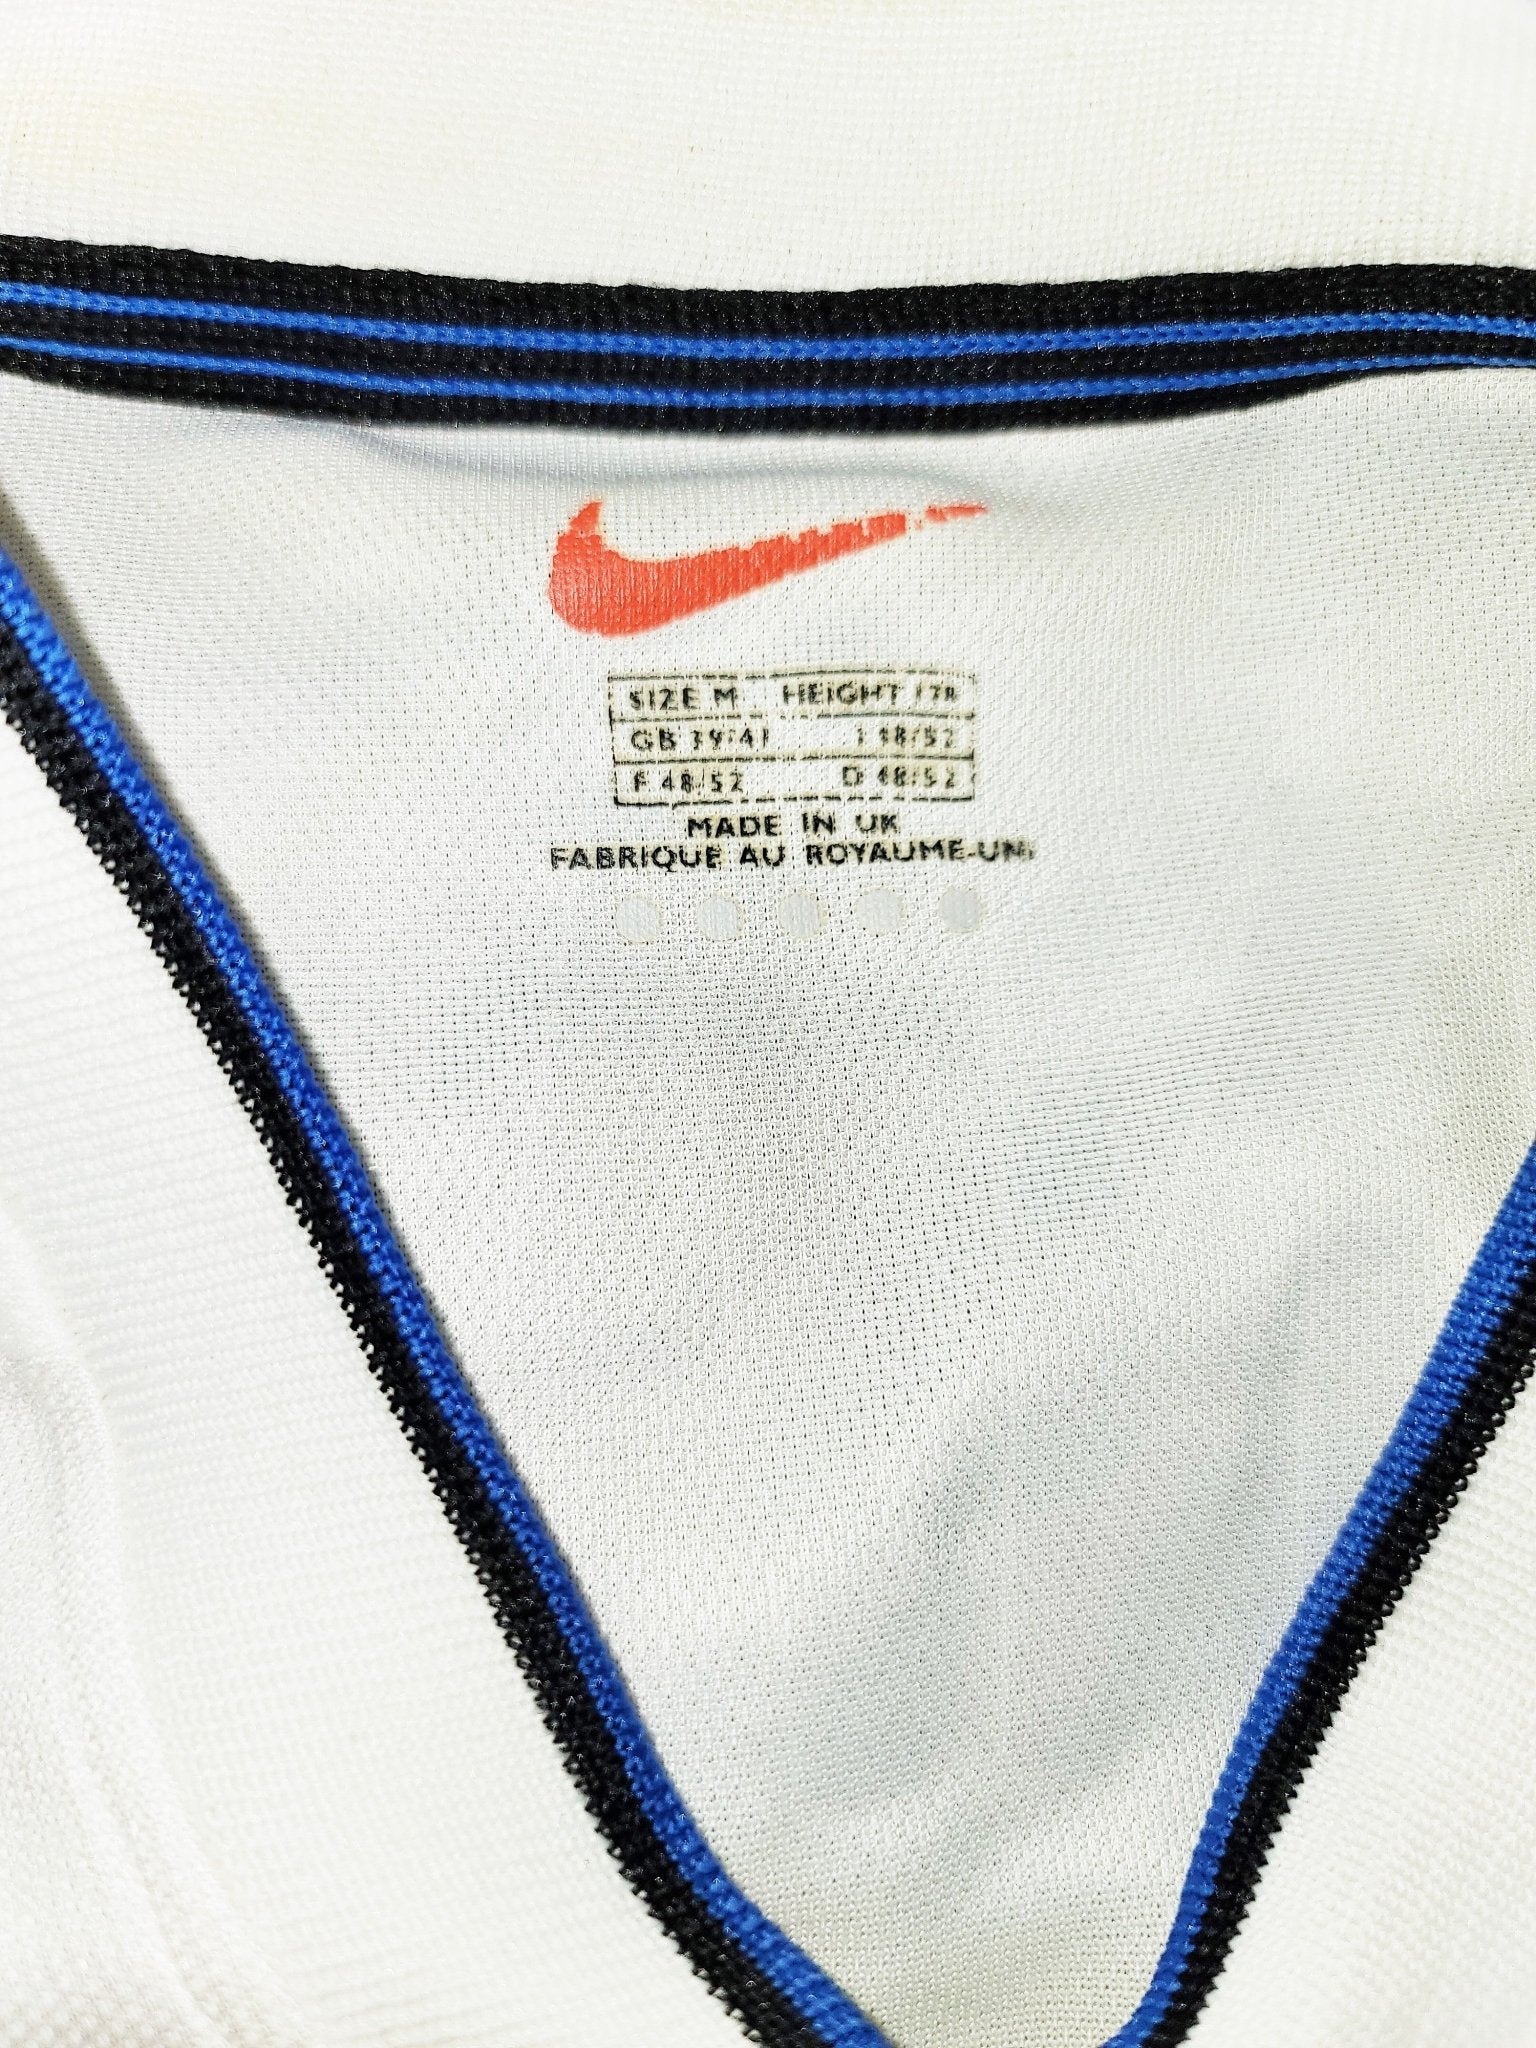 SIZE M HEIGHT 178
GB 39/41 I 48/52
F 48/52 D 48/52
MADE IN UK
FABRIQUE AU ROYAUME-UNI